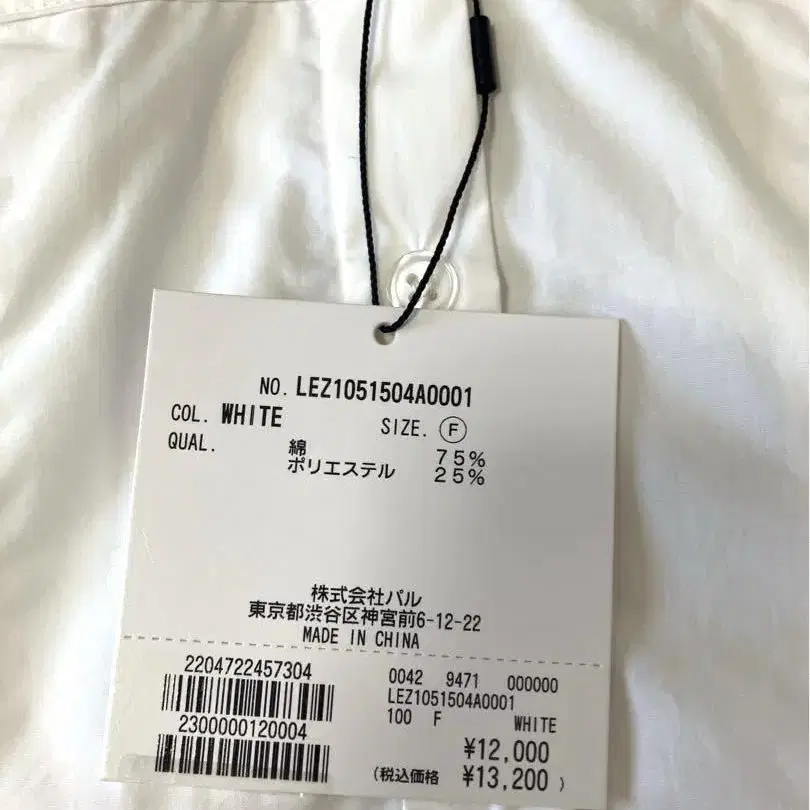 NO. LEZ1051504A0001
COL. WHITE SIZE. Ⓕ
QUAL. 綿 75%
ポリエステル 25%
株式会社パル
東京都渋谷区神宮前6-12-22
MADE IN CHINA
2204722457304
2300000120004
0042 9471 000000
LEZ1051504A0001
100 F WHITE
¥12,000
(税込価格 ¥13,200 )